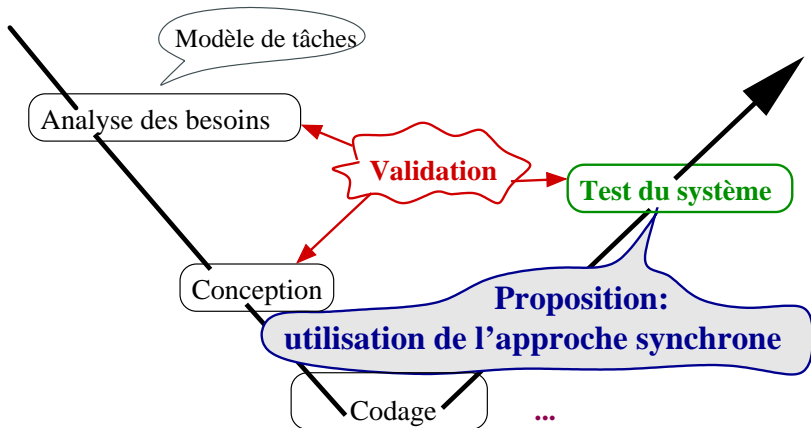 Modèle de tâches
Analyse des besoins
Validation
Test du système
Conception
Proposition:
utilisation de l’approche synchrone
Codage
...